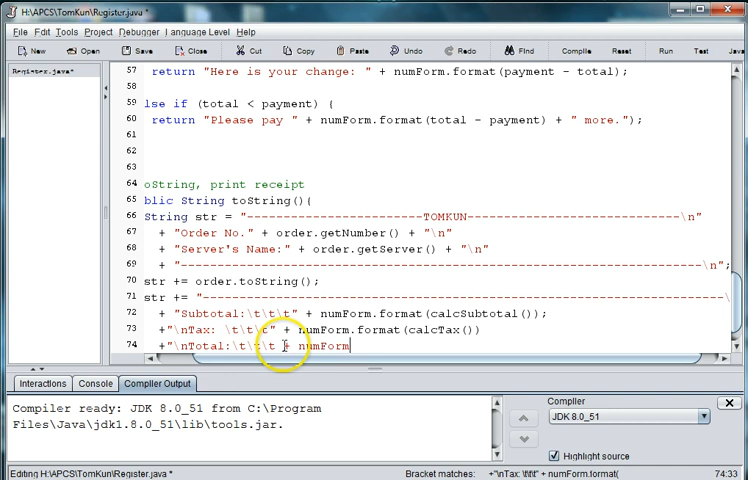 H:\APCS\TomKun\Register.java *
File Edit Tools Project Debugger Language Level Help
New Open Save Close Cut Copy Paste Undo Redo Find Compile Reset Run Test Java
Register.java*
57 return "Here is your change: " + numForm.format(payment - total);
58
59 lse if (total < payment) {
60 return "Please pay " + numForm.format(total - payment) + " more.");
61
62
63
64 oString, print receipt
65 blic String toString(){
66 String str = "------------------------TOMKUN-----------------------------\n"
67 + "Order No." + order.getNumber() + "\n"
68 + "Server's Name:" + order.getServer() + "\n"
69 + "-----------------------------------------------------------------------\n";
70 str += order.toString();
71 str += "-----------------------------------------------------------------------\
72 + "Subtotal:\t\t\t" + numForm.format(calcSubtotal());
73 +"\nTax: \t\t\t" + numForm.format(calcTax())
74 +"\nTotal:\t\t\t + numForm
Interactions Console Compiler Output
Compiler ready: JDK 8.0_51 from C:\Program
Files\Java\jdk1.8.0_51\lib\tools.jar.
Compiler
JDK 8.0_51
Highlight source
Editing H:\APCS\TomKun\Register.java * Bracket matches: +"\nTax: \t\t\t" + numForm.format( 74:33